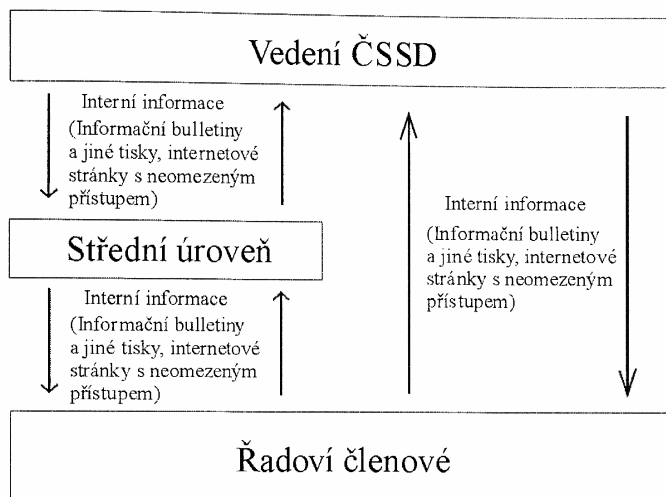 Vedení ČSSD
Interní informace
(Informační bulletiny
a jiné tisky, internetové
stránky s neomezeným
přístupem)
Střední úroveň
Interní informace
(Informační bulletiny
a jiné tisky, internetové
stránky s neomezeným
přístupem)
Interní informace
(Informační bulletiny
a jiné tisky, internetové
stránky s neomezeným
přístupem)
Řadoví členové